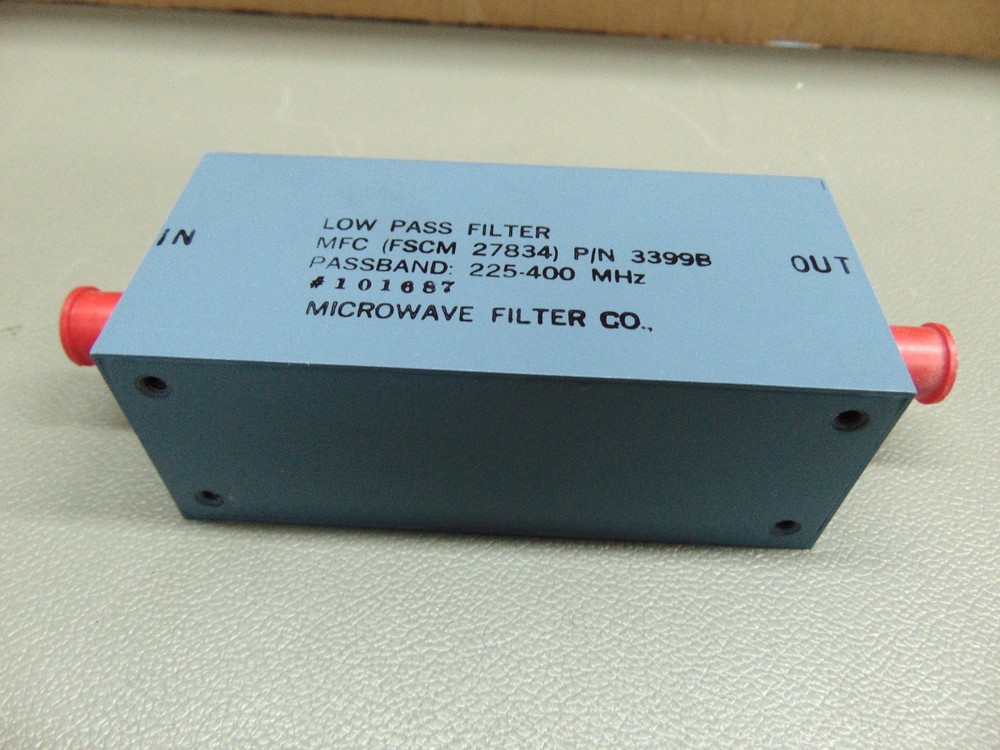 IN
LOW PASS FILTER
MFC (FSCM 27834) P/N 3399B
PASSBAND: 225-400 MHz
#101687
MICROWAVE FILTER CO.,
OUT